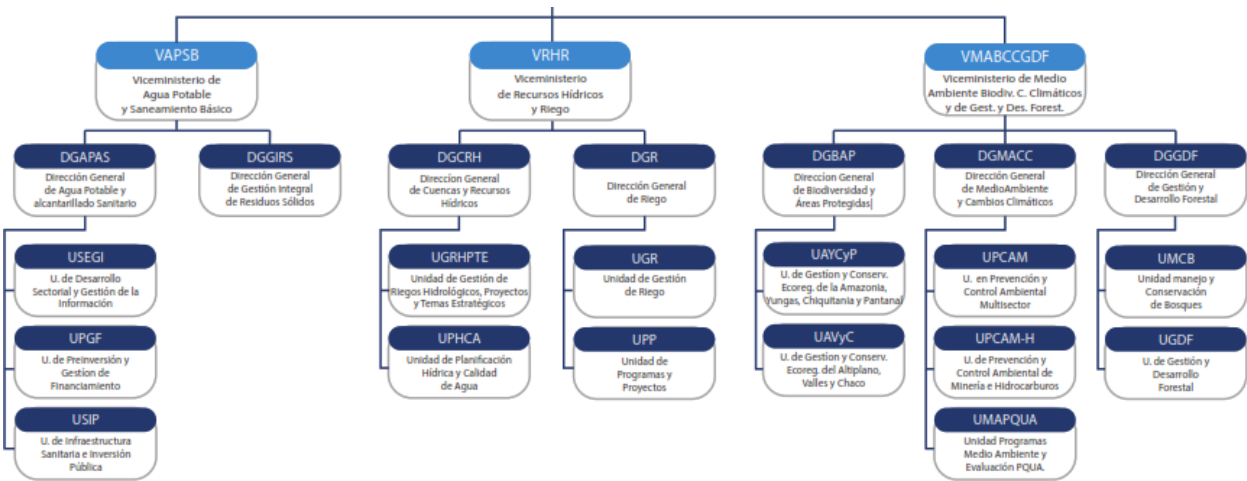 VAPSB
Viceministerio de
Agua Potable
y Saneamiento Básico
VRHR
Viceministerio
de Recursos Hídricos
y Riego
VMABCCGDF
Viceministerio de Medio
Ambiente Biodiv. C. Climáticos
y de Gest. y Des. Forest.
DGAPAS
Dirección General
de Agua Potable y
alcantarillado Sanitario
DGGIRS
Dirección General
de Gestión Integral
de Residuos Sólidos
DGCRH
Direccíon General
de Cuencas y Recursos
Hídricos
DGR
Dirección General
de Riego
DGBAP
Direccion General
de Biodiversidad y
Áreas Protegidas
DGMACC
Dirección General
de MedioAmbiente
y Cambios Climáticos
DGGDF
Dirección General
de Gestión y
Desarrollo Forestal
USEGI
U. de Desarrollo
Sectorial y Gestión de la
Información
UPGF
U. de Preinversión y
Gestíon de
Financiamiento
USIP
U. de Infraestructura
Sanitaria e Inversión
Pública
UGRHPTE
Unidad de Gestión de
Riegos Hidrológicos, Proyectos
y Temas Estratégicos
UPHCA
Unidad de Planificación
Hídrica y Calidad
de Agua
UGR
Unidad de Gestión
de Riego
UPP
Unidad de
Programas y
Proyectos
UAYCyP
U. de Gestion y Conserv.
Ecoreg. de la Amazonia,
Yungas, Chiquitania y Pantanal
UAVyC
U. de Gestion y Conserv.
Ecoreg. del Altiplano,
Valles y Chaco
UPCAM
U. en Prevención y
Control Ambiental
Multisector
UPCAM-H
U. de Prevención y
Control Ambiental de
Minería e Hidrocarburos
UMAPQUA
Unidad Programas
Medio Ambiente y
Evaluación PQUA.
UMCB
Unidad manejo y
Conservación
de Bosques
UGDF
U. de Gestión y
Desarrollo
Forestal